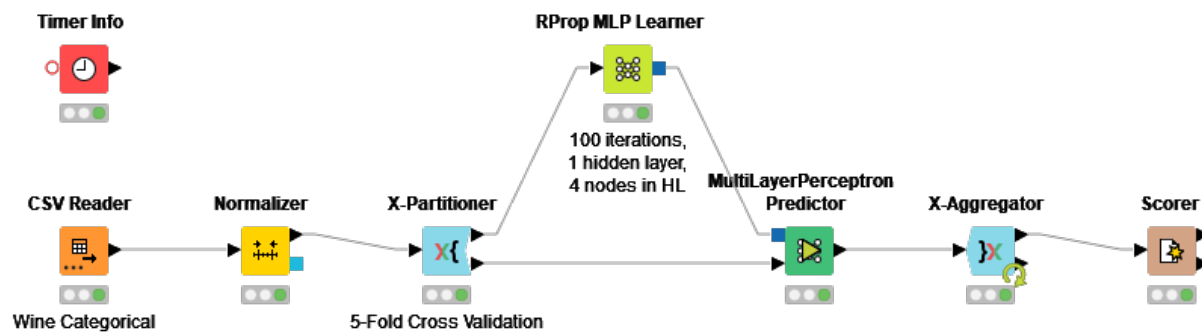 Timer Info
RProp MLP Learner
100 iterations,
1 hidden layer,
4 nodes in HL
CSV Reader
Normalizer
X-Partitioner
MultiLayerPerceptron
Predictor
X-Aggregator
Scorer
X{
}X
Wine Categorical
5-Fold Cross Validation